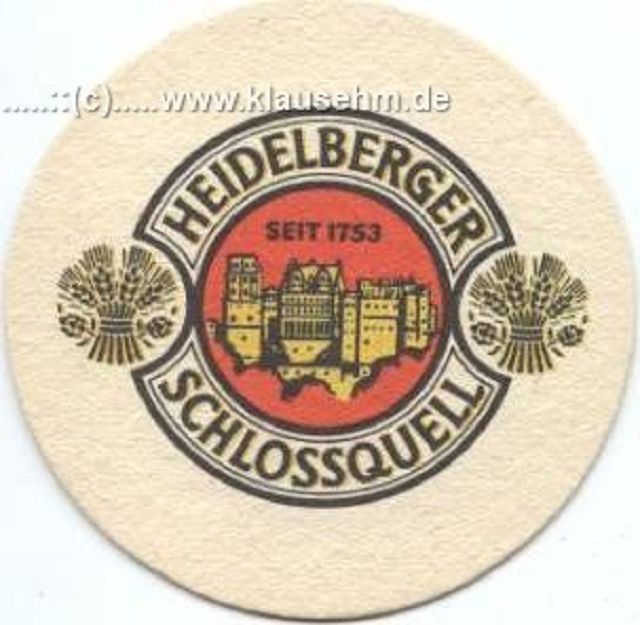 .....::(c).....www.klausehm.de
HEIDELBERGER
SEIT 1753
SCHLOSSQUELL